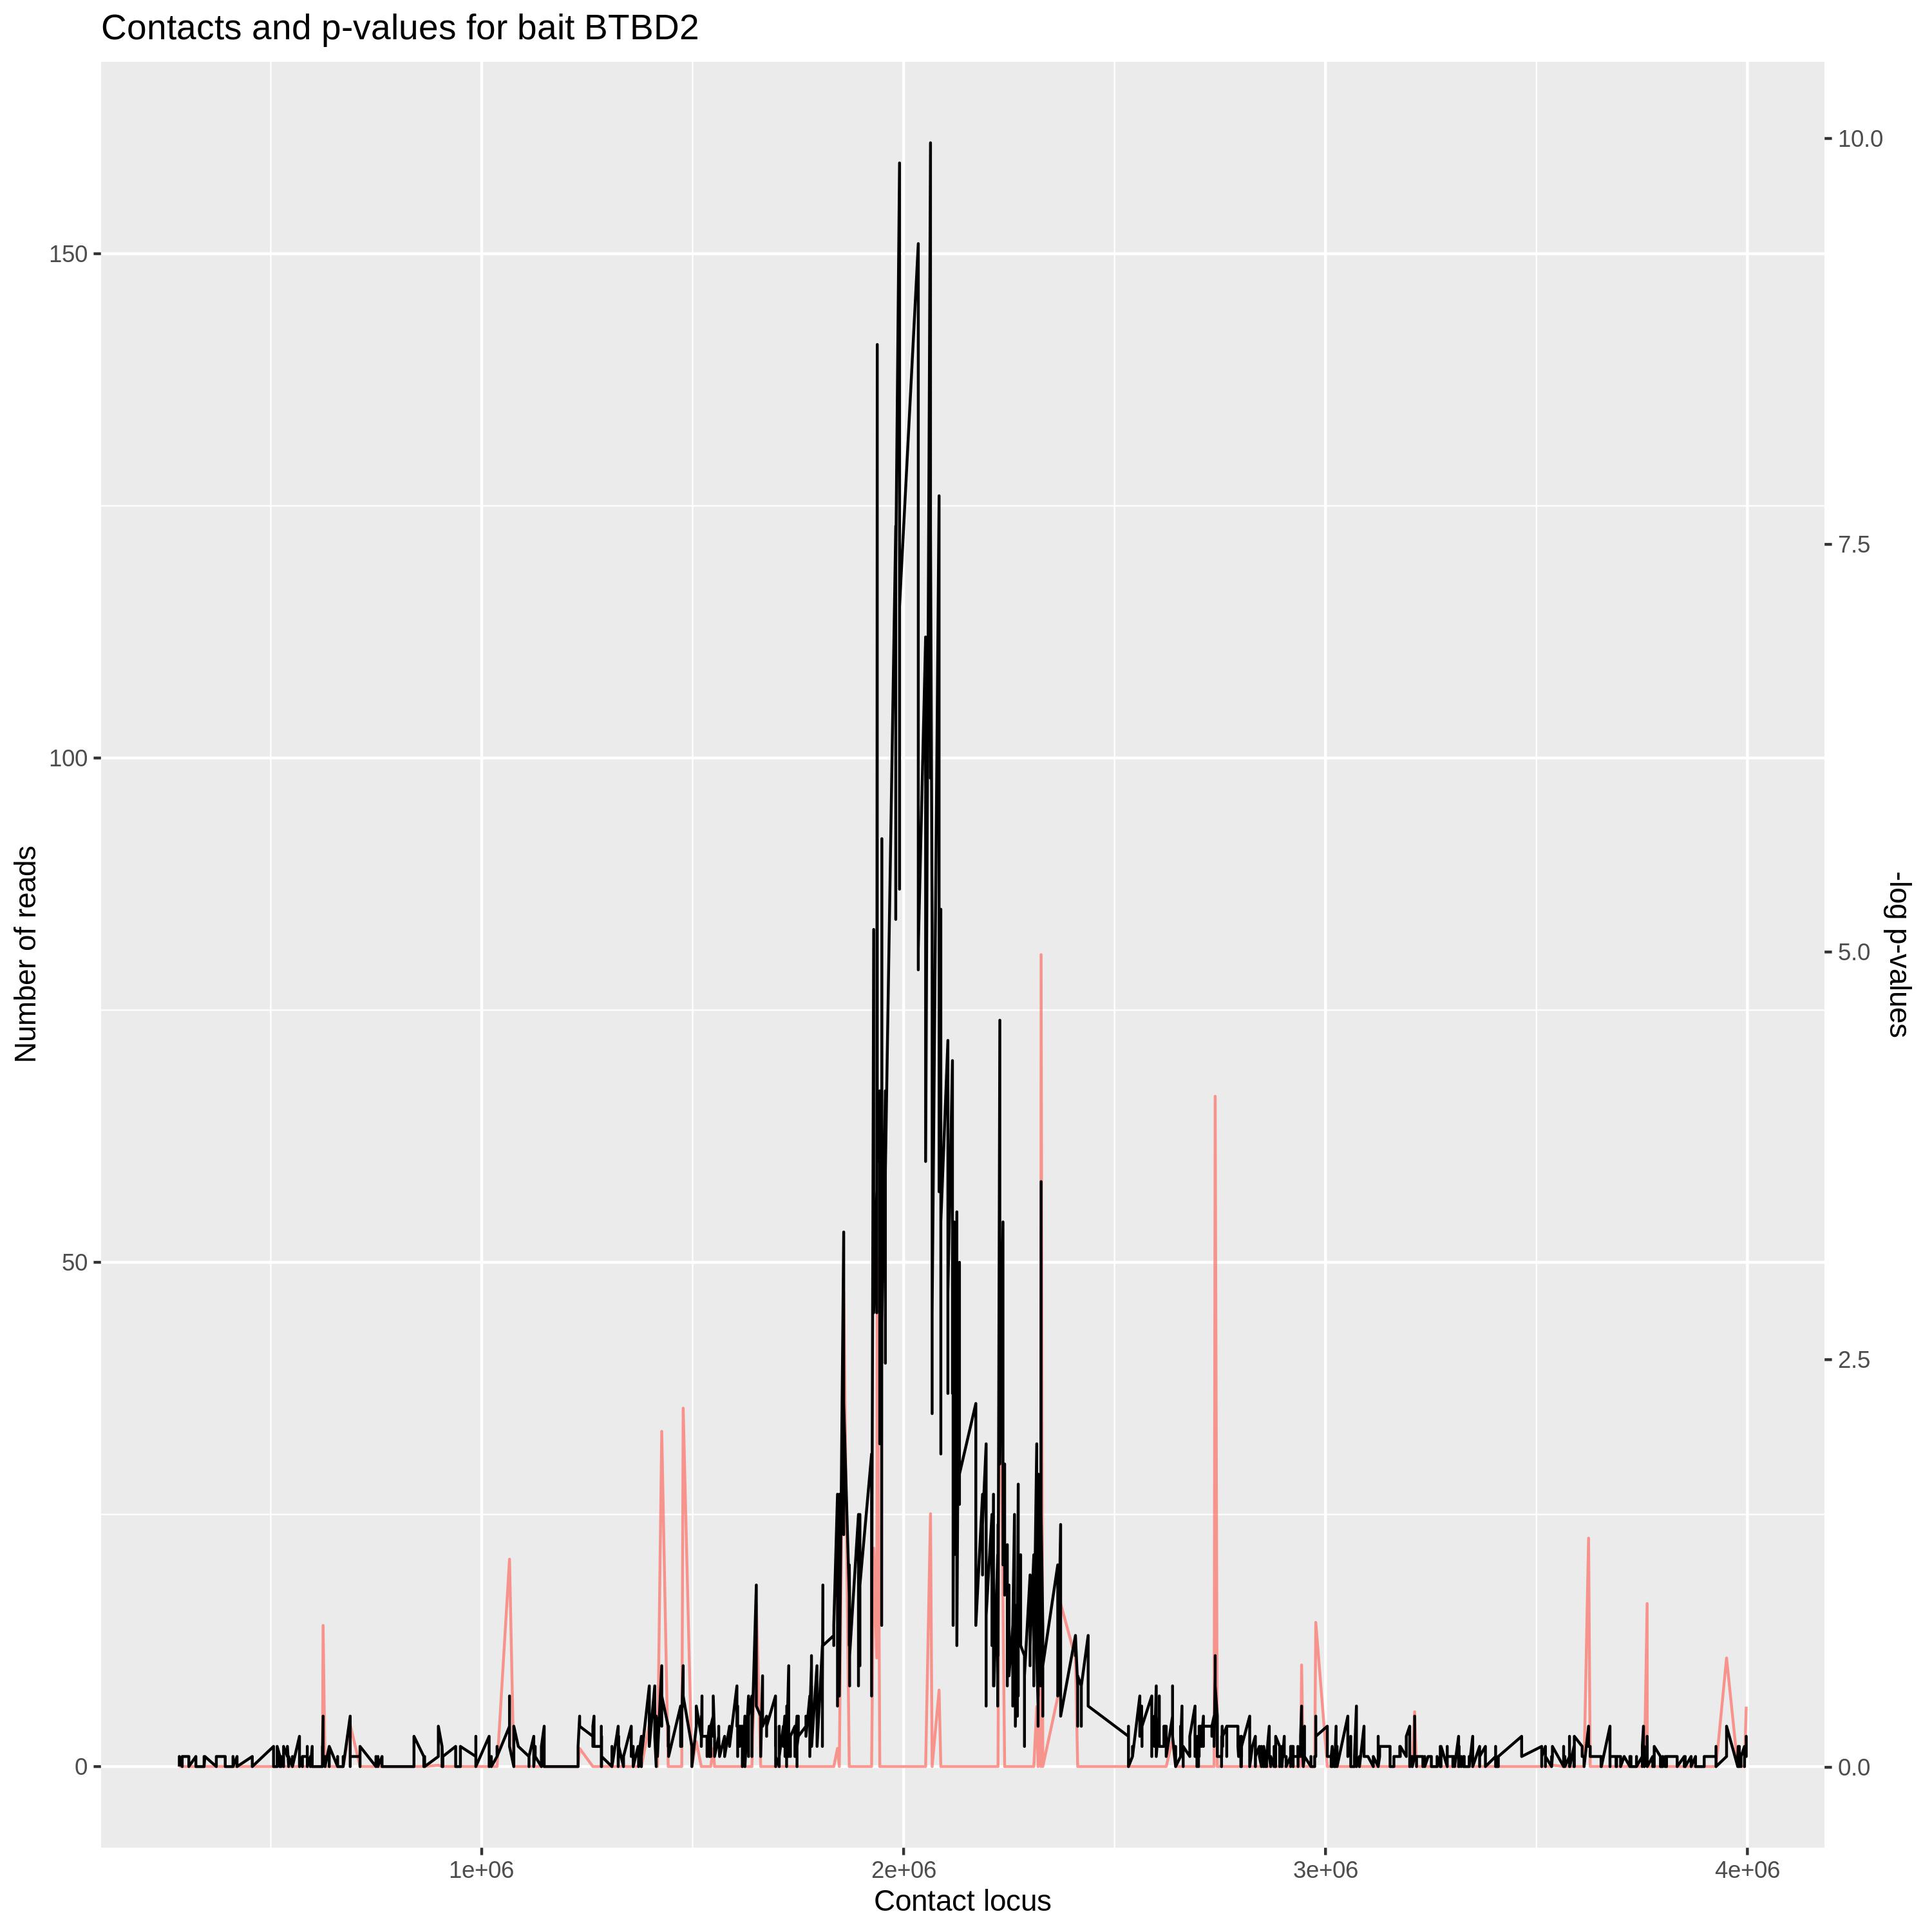 Contacts and p-values for bait BTBD2
Number of reads
150
100
50
0
10.0
7.5
5.0
2.5
0.0
-log p-values
1e+06 2e+06 3e+06 4e+06
Contact locus